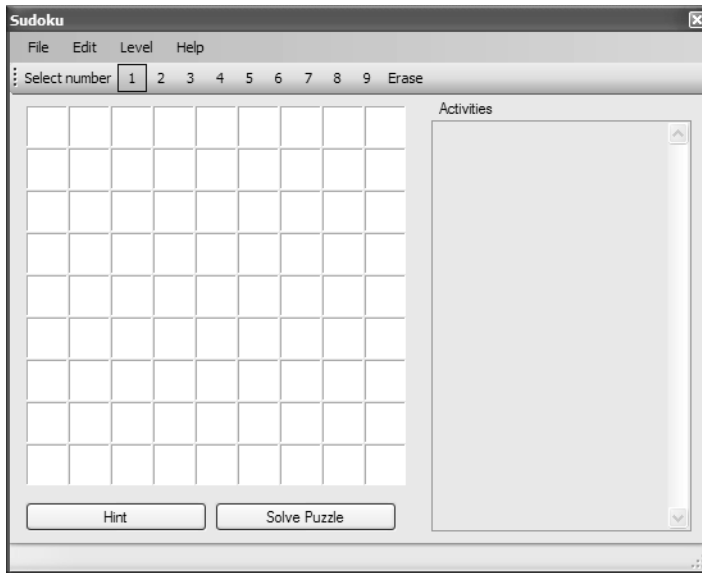 Sudoku
File Edit Level Help
Select number 1 2 3 4 5 6 7 8 9 Erase
Activities
Hint Solve Puzzle